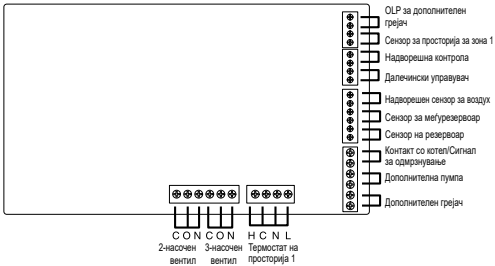 OLP за дополнителен
грејач
Сензор за просторија за зона 1
Надворешна контрола
Далечински управувач
Надворешен сензор за воздух
Сензор за меѓурезервоар
Сензор на резервоар
Контакт со котел/Сигнал
за одмрзнување
Дополнителна пумпа
Дополнителен грејач
C O N C O N H C N L
2-насочен 3-насочен Термостат на
вентил вентил просторија 1